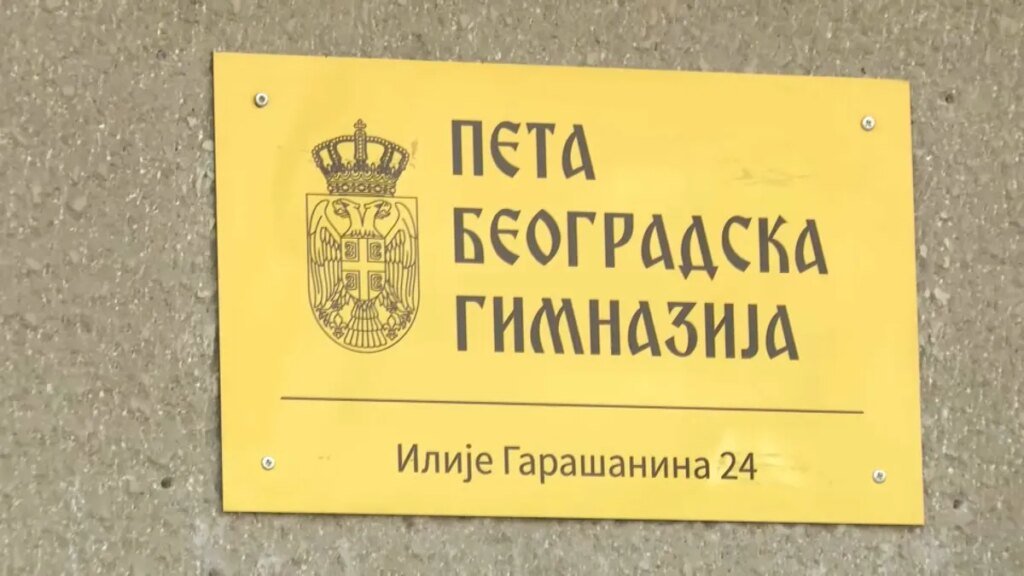 ПЕТА
БЕОГРАДСКА
ГИМНАЗИЈА
Илије Гарашанина 24